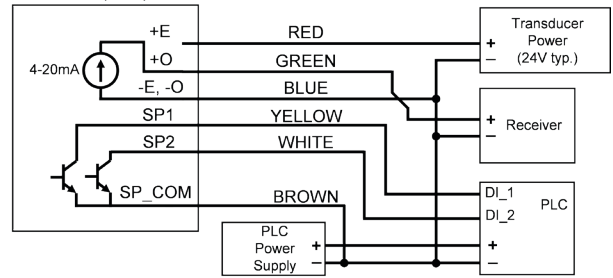 +E
RED
Transducer
Power
(24V typ.)
+
−
4-20mA
+O
GREEN
-E, -O
BLUE
SP1
YELLOW
+
−
Receiver
SP2
WHITE
SP_COM
BROWN
DI_1
DI_2
PLC
+
−
PLC
Power
Supply
+
−